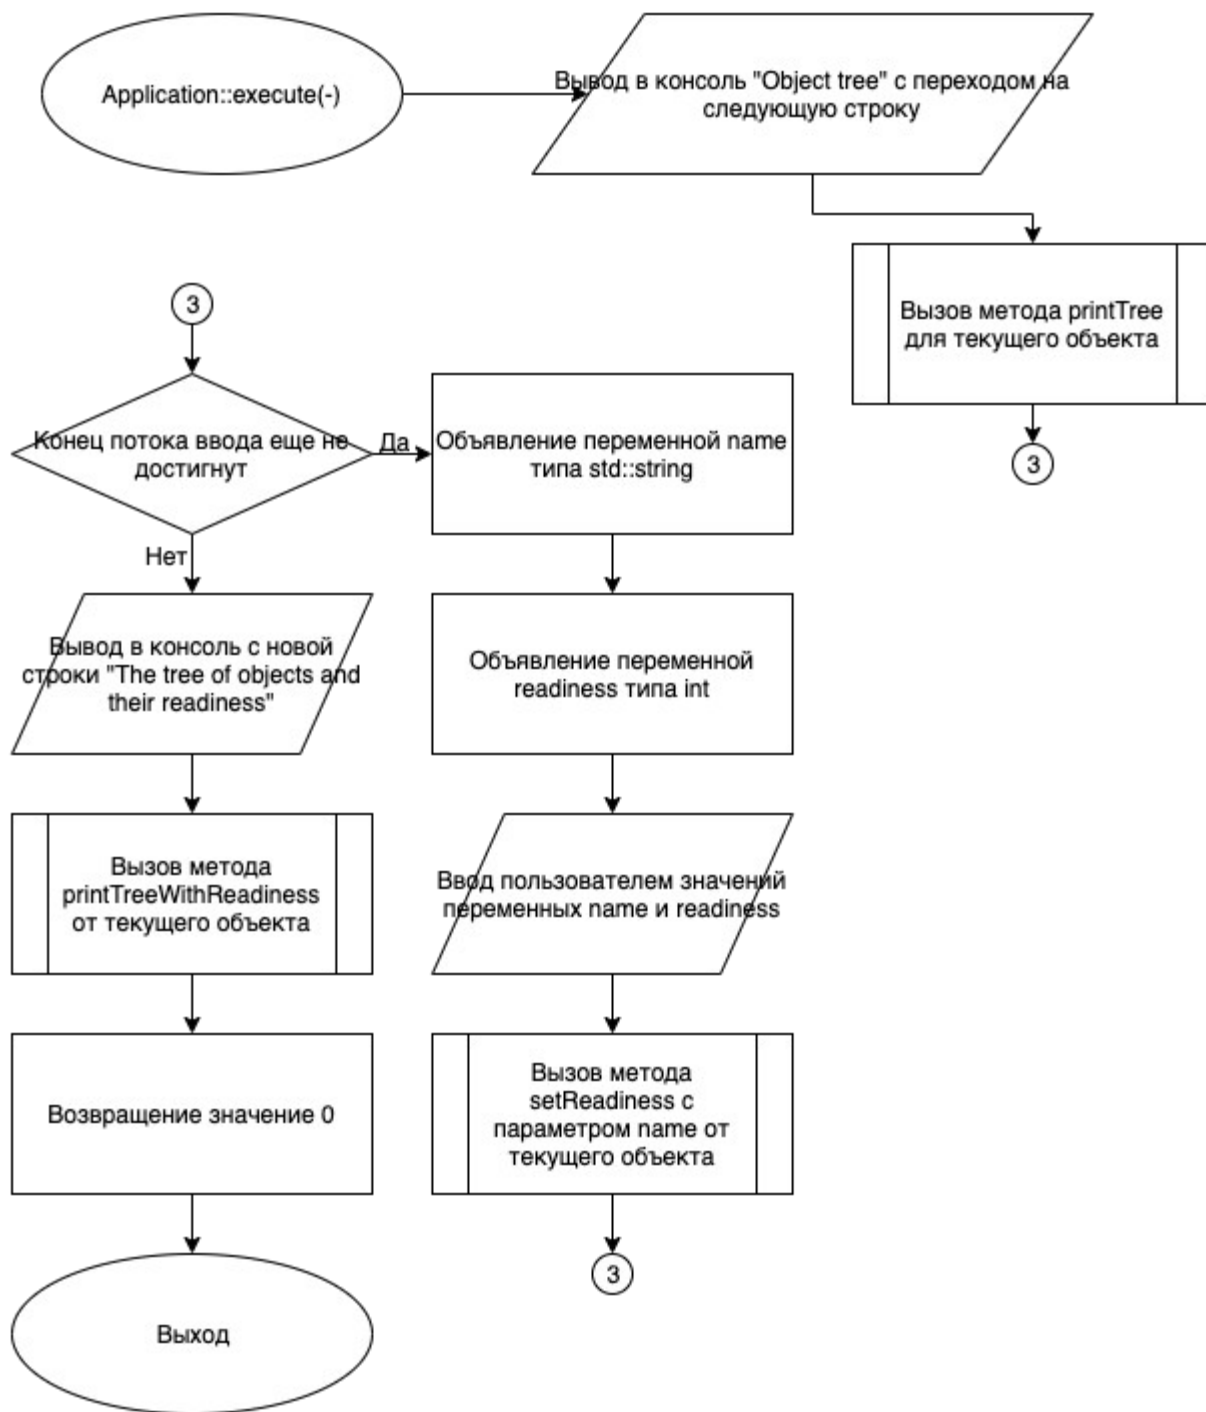 Application::execute(-)
Вывод в консоль "Object tree" с переходом на
следующую строку
Вызов метода printTree
для текущего объекта
3
3
Конец потока ввода еще не
достигнут
Да
Нет
Объявление переменной name
типа std::string
Объявление переменной
readiness типа int
Ввод пользователем значений
переменных name и readiness
Вызов метода
setReadiness с
параметром name от
текущего объекта
3
Вывод в консоль с новой
строки "The tree of objects and
their readiness"
Вызов метода
printTreeWithReadiness
от текущего объекта
Возвращение значение 0
Выход